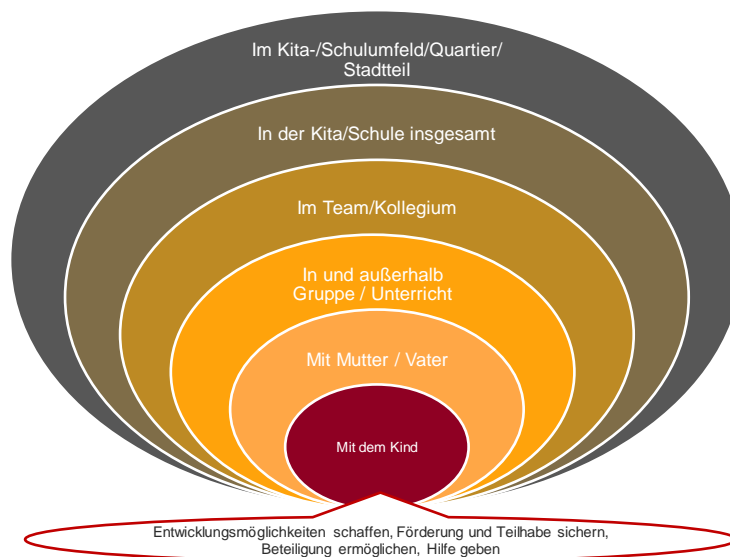 Im Kita-/Schulumfeld/Quartier/
Stadtteil
In der Kita/Schule insgesamt
Im Team/Kollegium
In und außerhalb
Gruppe / Unterricht
Mit Mutter / Vater
Mit dem Kind
Entwicklungsmöglichkeiten schaffen, Förderung und Teilhabe sichern,
Beteiligung ermöglichen, Hilfe geben